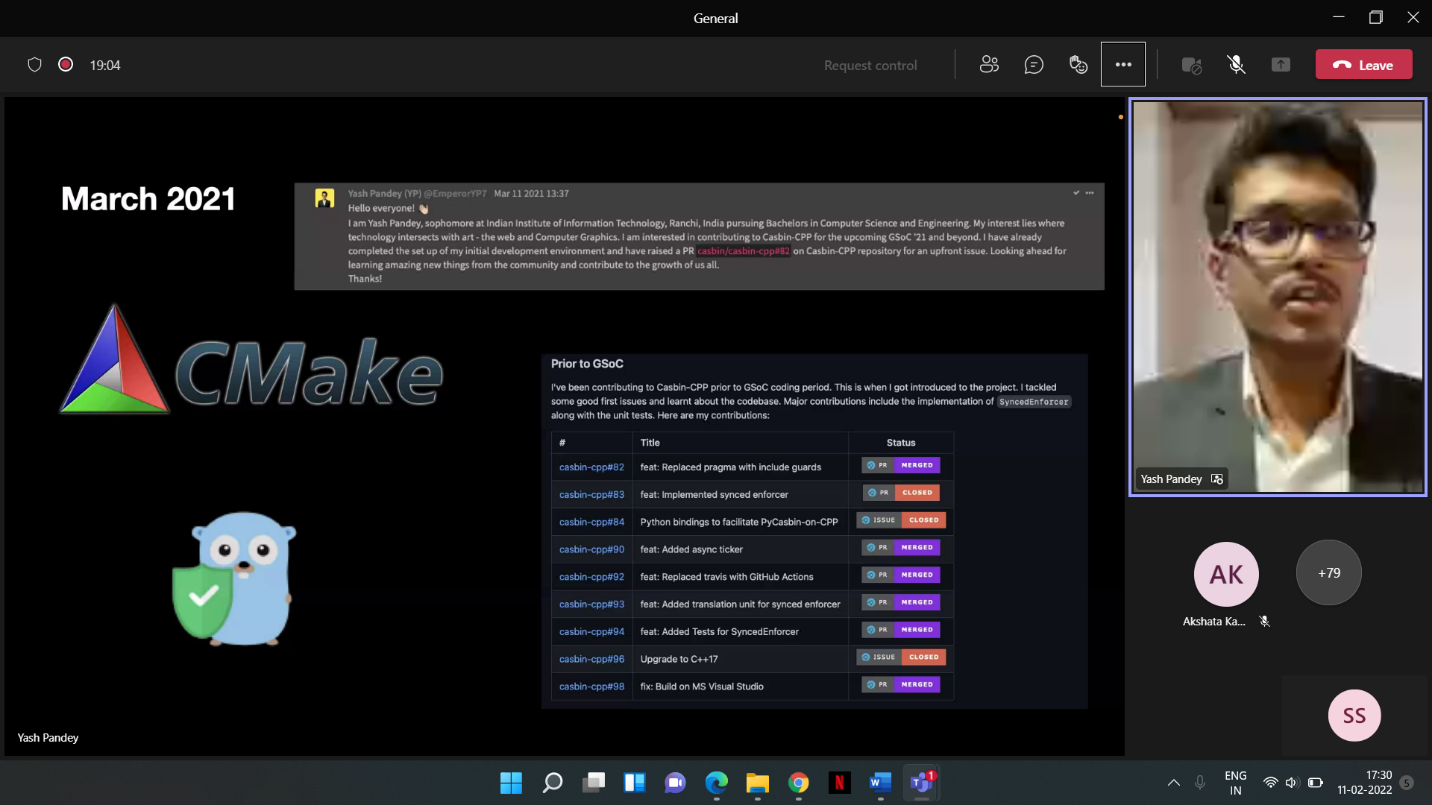 General
19:04
Request control
Leave
March 2021
Yash Pandey (YP) @EmperorYP7 Mar 11 2021 13:37
Hello everyone! 👋🏼
I am Yash Pandey, sophomore at Indian Institute of Information Technology, Ranchi, India pursuing Bachelors in Computer Science and Engineering. My interest lies where
technology intersects with art - the web and Computer Graphics. I am interested in contributing to Casbin-CPP for the upcoming GSoC '21 and beyond. I have already
completed the set up of my initial development environment and have raised a PR casbin/casbin-cpp#82 on Casbin-CPP repository for an upfront issue. Looking ahead for
learning amazing new things from the community and contribute to the growth of us all.
Thanks!
CMake
Prior to GSoC
I've been contributing to Casbin-CPP prior to GSoC coding period. This is when I got introduced to the project. I tackled
some good first issues and learnt about the codebase. Major contributions include the implementation of SyncedEnforcer
along with the unit tests. Here are my contributions:
# Title Status
casbin-cpp#82 feat: Replaced pragma with include guards PR MERGED
casbin-cpp#83 feat: Implemented synced enforcer PR CLOSED
casbin-cpp#84 Python bindings to facilitate PyCasbin-on-CPP ISSUE CLOSED
casbin-cpp#90 feat: Added async ticker PR MERGED
casbin-cpp#92 feat: Replaced travis with GitHub Actions PR MERGED
casbin-cpp#93 feat: Added translation unit for synced enforcer PR MERGED
casbin-cpp#94 feat: Added Tests for SyncedEnforcer PR MERGED
casbin-cpp#96 Upgrade to C++17 ISSUE CLOSED
casbin-cpp#98 fix: Build on MS Visual Studio PR MERGED
Yash Pandey
Yash Pandey
AK
+79
Akshata Ka...
SS
N
W
T
1
ENG
IN
17:30
11-02-2022
5